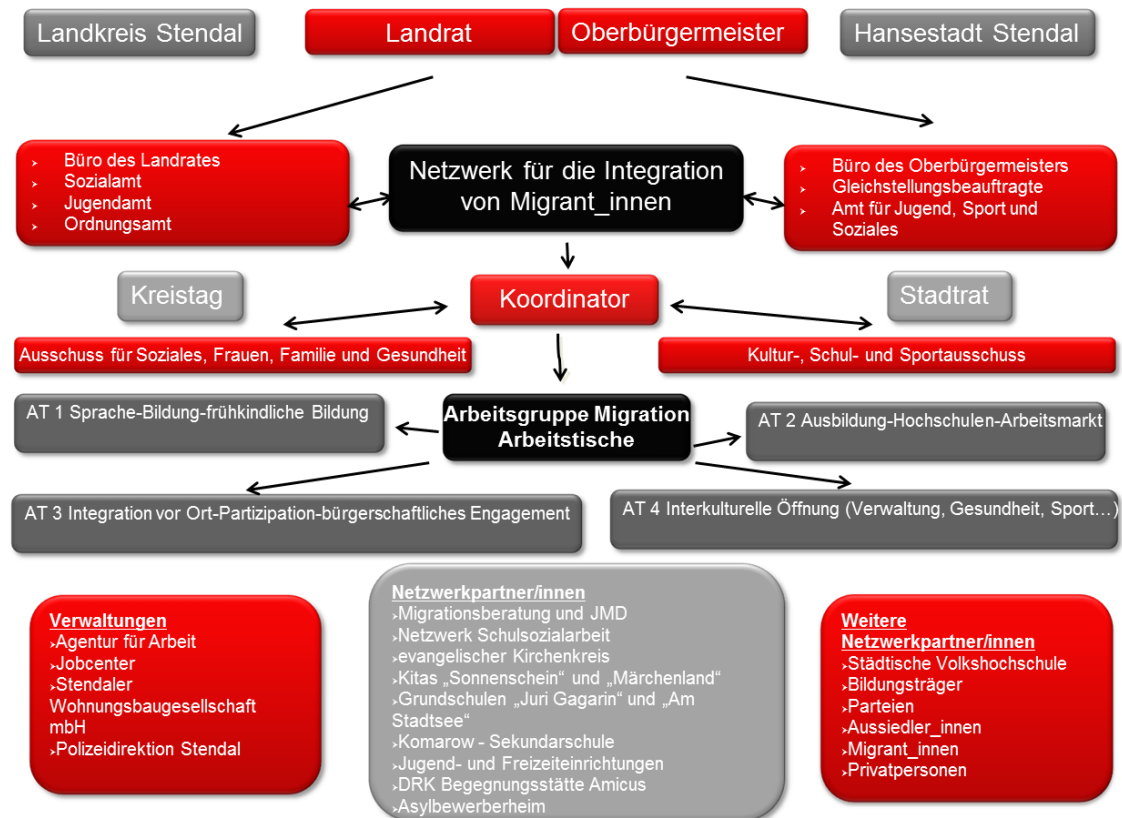 Landkreis Stendal
Landrat
Oberbürgermeister
Hansestadt Stendal
› Büro des Landrates
› Sozialamt
› Jugendamt
› Ordnungsamt
Netzwerk für die Integration
von Migrant_innen
› Büro des Oberbürgermeisters
› Gleichstellungsbeauftragte
› Amt für Jugend, Sport und
Soziales
Kreistag
Koordinator
Stadtrat
Ausschuss für Soziales, Frauen, Familie und Gesundheit
Kultur-, Schul- und Sportausschuss
AT 1 Sprache-Bildung-frühkindliche Bildung
Arbeitsgruppe Migration
Arbeitstische
AT 2 Ausbildung-Hochschulen-Arbeitsmarkt
AT 3 Integration vor Ort-Partizipation-bürgerschaftliches Engagement
AT 4 Interkulturelle Öffnung (Verwaltung, Gesundheit, Sport…)
Verwaltungen
›Agentur für Arbeit
›Jobcenter
›Stendaler
Wohnungsbaugesellschaft
mbH
›Polizeidirektion Stendal
Netzwerkpartner/innen
›Migrationsberatung und JMD
›Netzwerk Schulsozialarbeit
›evangelischer Kirchenkreis
›Kitas „Sonnenschein“ und „Märchenland“
›Grundschulen „Juri Gagarin“ und „Am
Stadtsee“
›Komarow - Sekundarschule
›Jugend- und Freizeiteinrichtungen
›DRK Begegnungsstätte Amicus
›Asylbewerberheim
Weitere
Netzwerkpartner/innen
›Städtische Volkshochschule
›Bildungsträger
›Parteien
›Aussiedler_innen
›Migrant_innen
›Privatpersonen